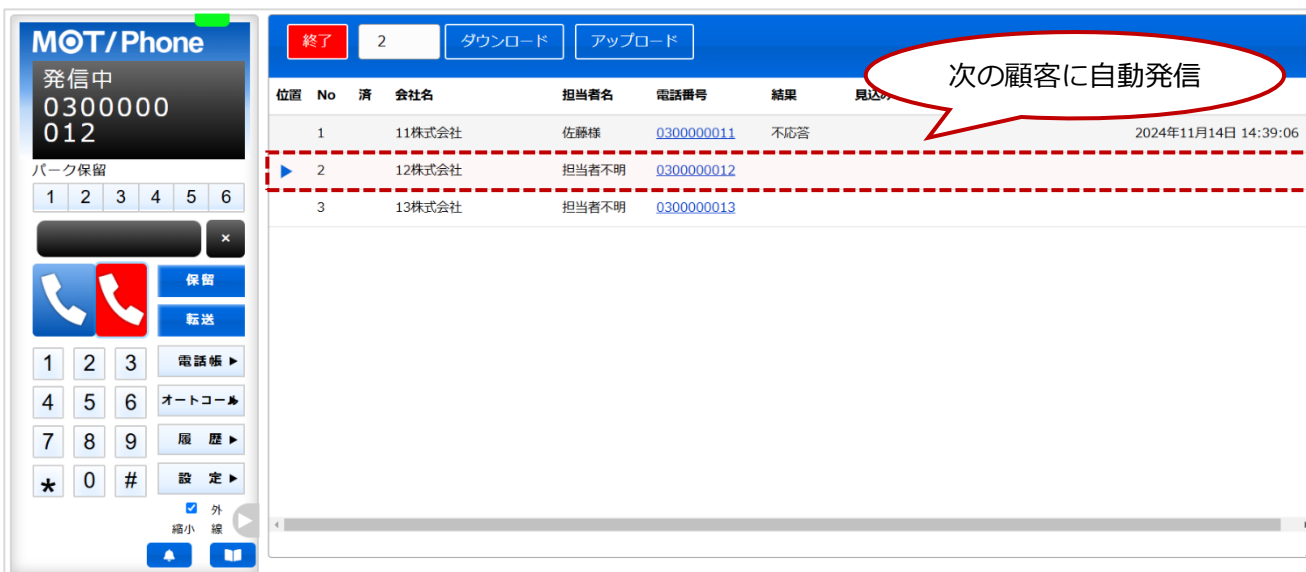 MOT/Phone
発信中
0300000
012
パーク保留
1 2 3 4 5 6
×
保留
転送
1 2 3 電話帳▶
4 5 6 オートコール
7 8 9 履 歴▶
* 0 # 設 定▶
外
縮小 線
終了 2 ダウンロード アップロード
次の顧客に自動発信
位置 No 済 会社名 担当者名 電話番号 結果
1 11株式会社 佐藤様 0300000011 不応答 2024年11月14日 14:39:06
▶ 2 12株式会社 担当者不明 0300000012
3 13株式会社 担当者不明 0300000013